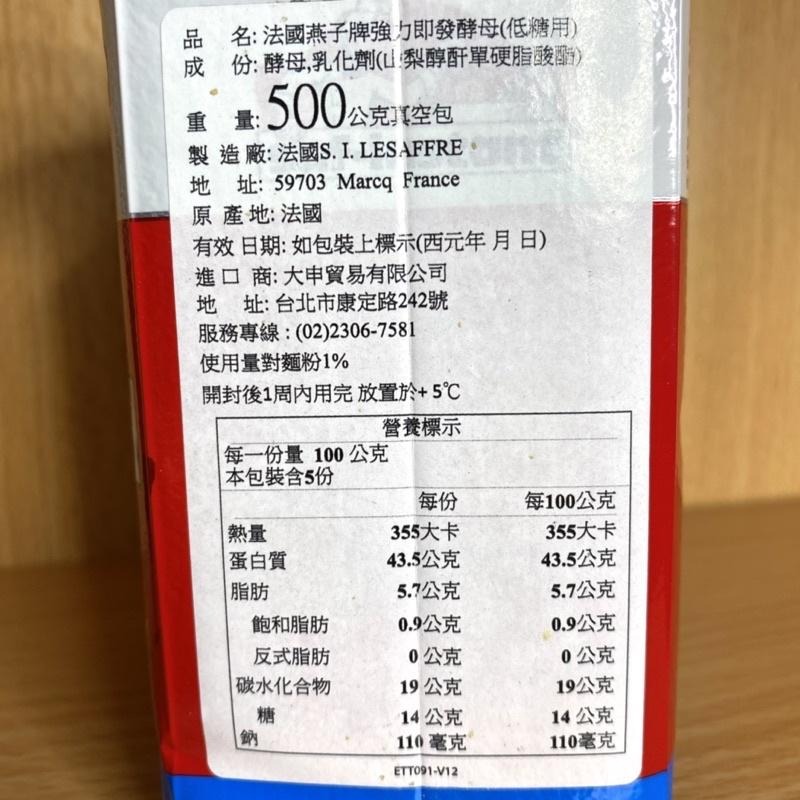 品 名: 法國燕子牌強力即發酵母(低糖用)
成 份: 酵母,乳化劑(山梨醇酐單硬脂酸酯)
重 量: 500公克真空包
製 造 廠: 法國S. I. LESAFFRE
地 址: 59703 Marcq France
原 產 地: 法國
有效 日期: 如包裝上標示(西元年 月 日)
進 口 商: 大申貿易有限公司
地 址: 台北市康定路242號
服務專線 : (02)2306-7581
使用量對麵粉1%
開封後1周內用完 放置於+ 5℃
營養標示
每一份量 100 公克
本包裝含5份
每份 每100公克
熱量 355大卡 355大卡
蛋白質 43.5公克 43.5公克
脂肪 5.7公克 5.7公克
飽和脂肪 0.9公克 0.9公克
反式脂肪 0 公克 0 公克
碳水化合物 19 公克 19公克
糖 14 公克 14 公克
鈉 110 毫克 110毫克
ETT091-V12